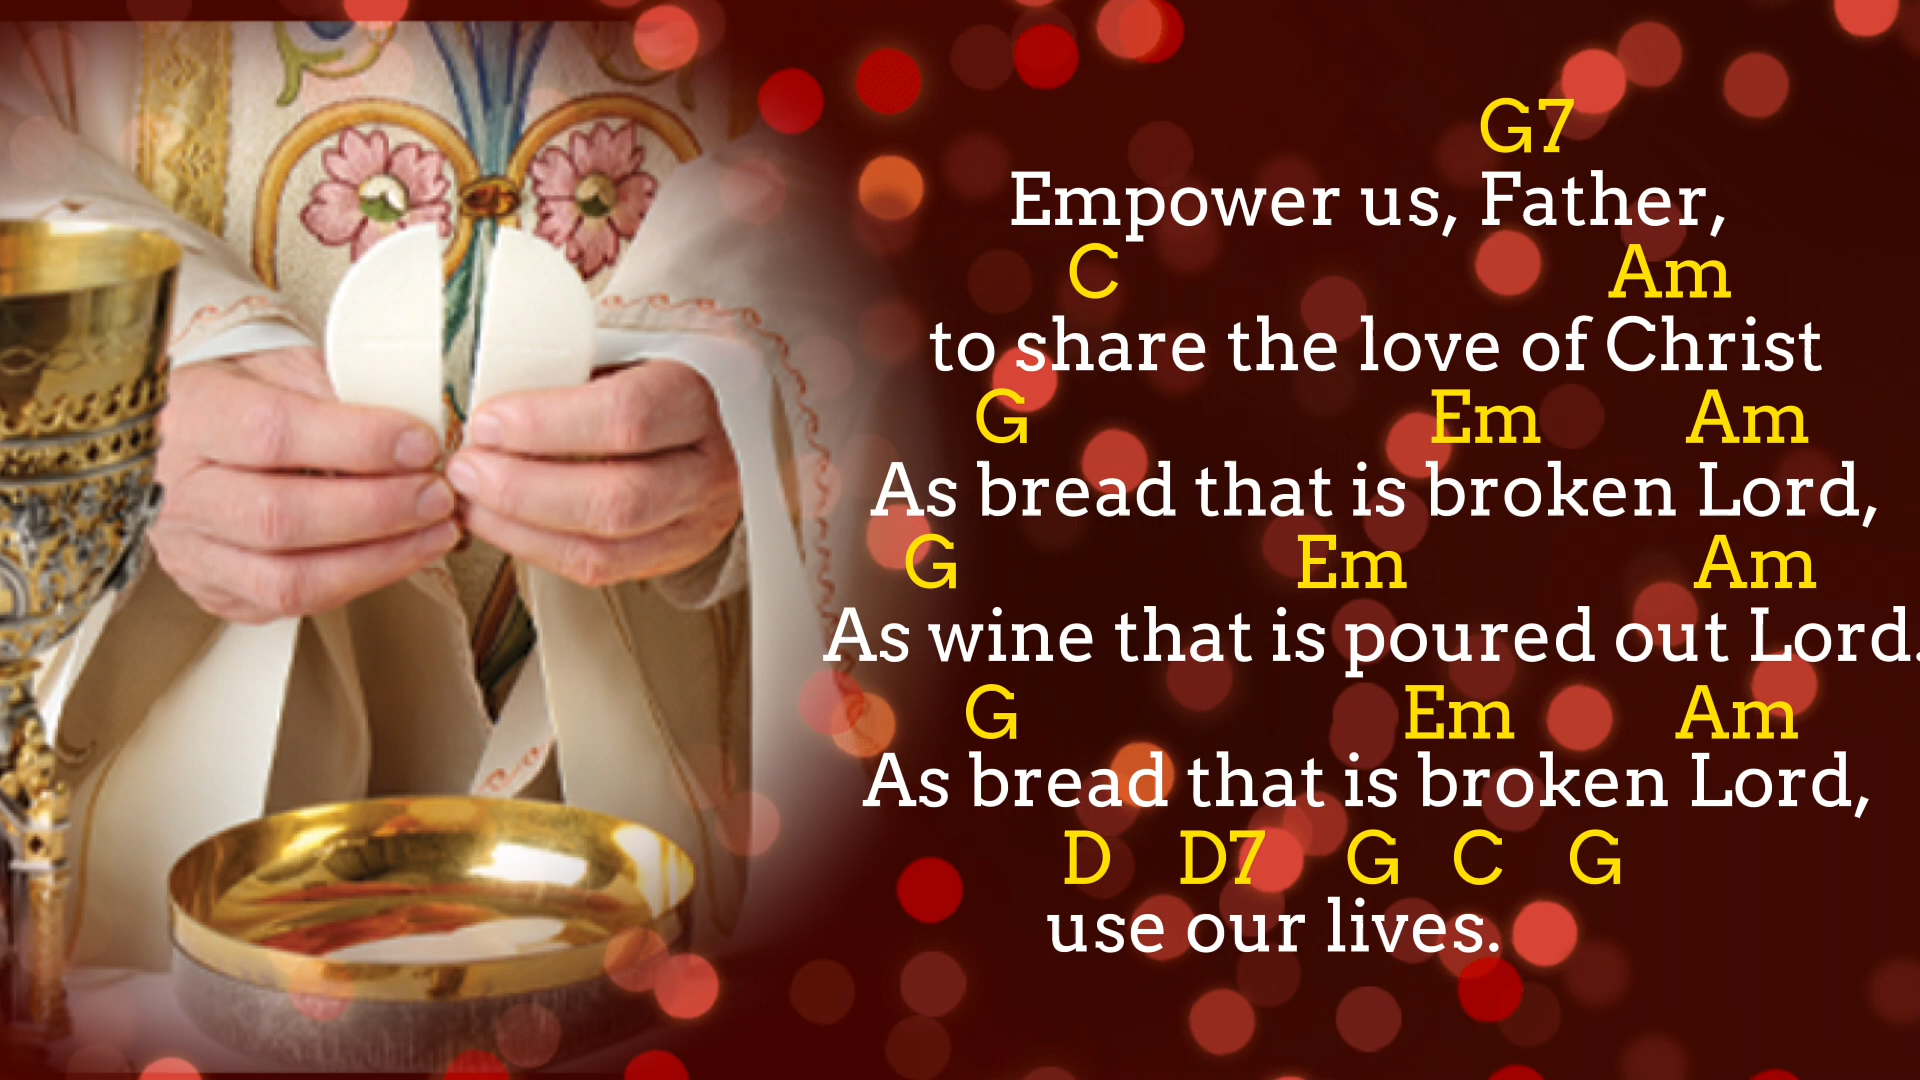 G7
Empower us, Father,
C Am
to share the love of Christ
G Em Am
As bread that is broken Lord,
G Em Am
As wine that is poured out Lord.
G Em Am
As bread that is broken Lord,
D D7 G C G
use our lives.